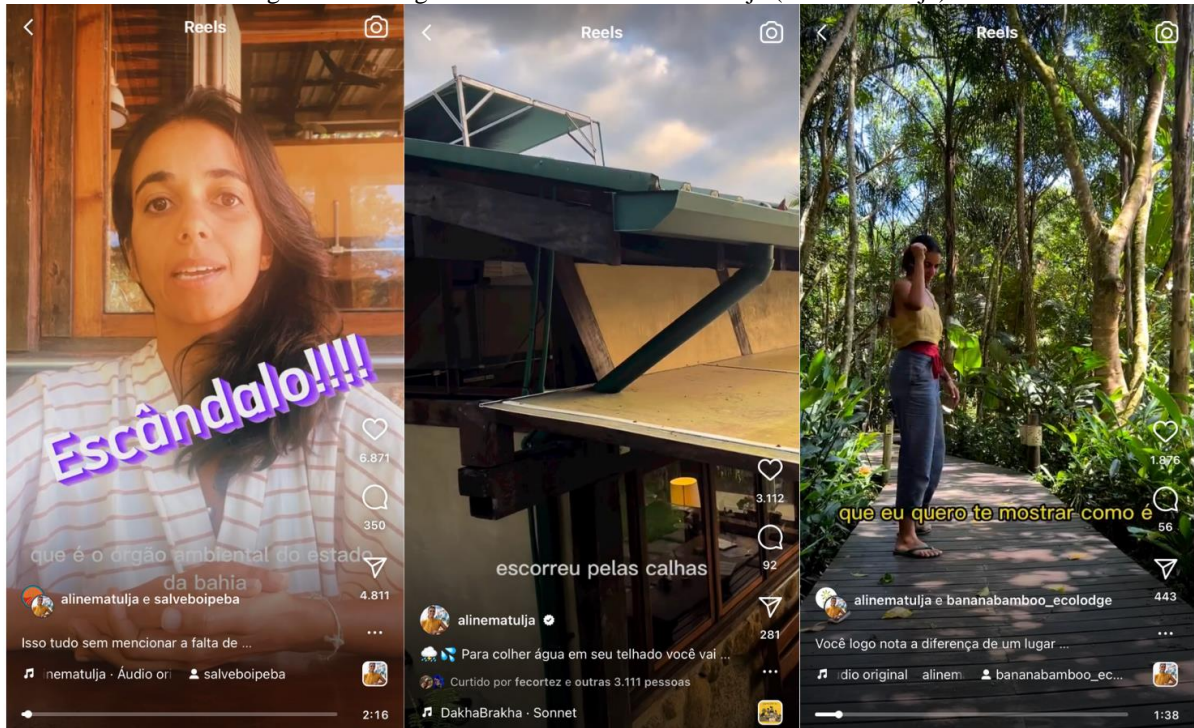 Reels
Escândalo!!!!
6.871
350
que é o órgão ambiental do estado
da bahia
4.811
alinematulja e salveboipeba
Isso tudo sem mencionar a falta de ...
nematulja · Áudio ori
salveboipeba
2:16
Reels
3.112
92
escorreu pelas calhas
alinematulja
281
Para colher água em seu telhado você vai ...
Curtido por fecortez e outras 3.111 pessoas
DakhaBrakha · Sonnet
Reels
1.876
que eu quero te mostrar como é
56
alinematulja e bananabamboo_ecolodge
443
Você logo nota a diferença de um lugar ...
dio original alinem
bananabamboo_ec...
1:38